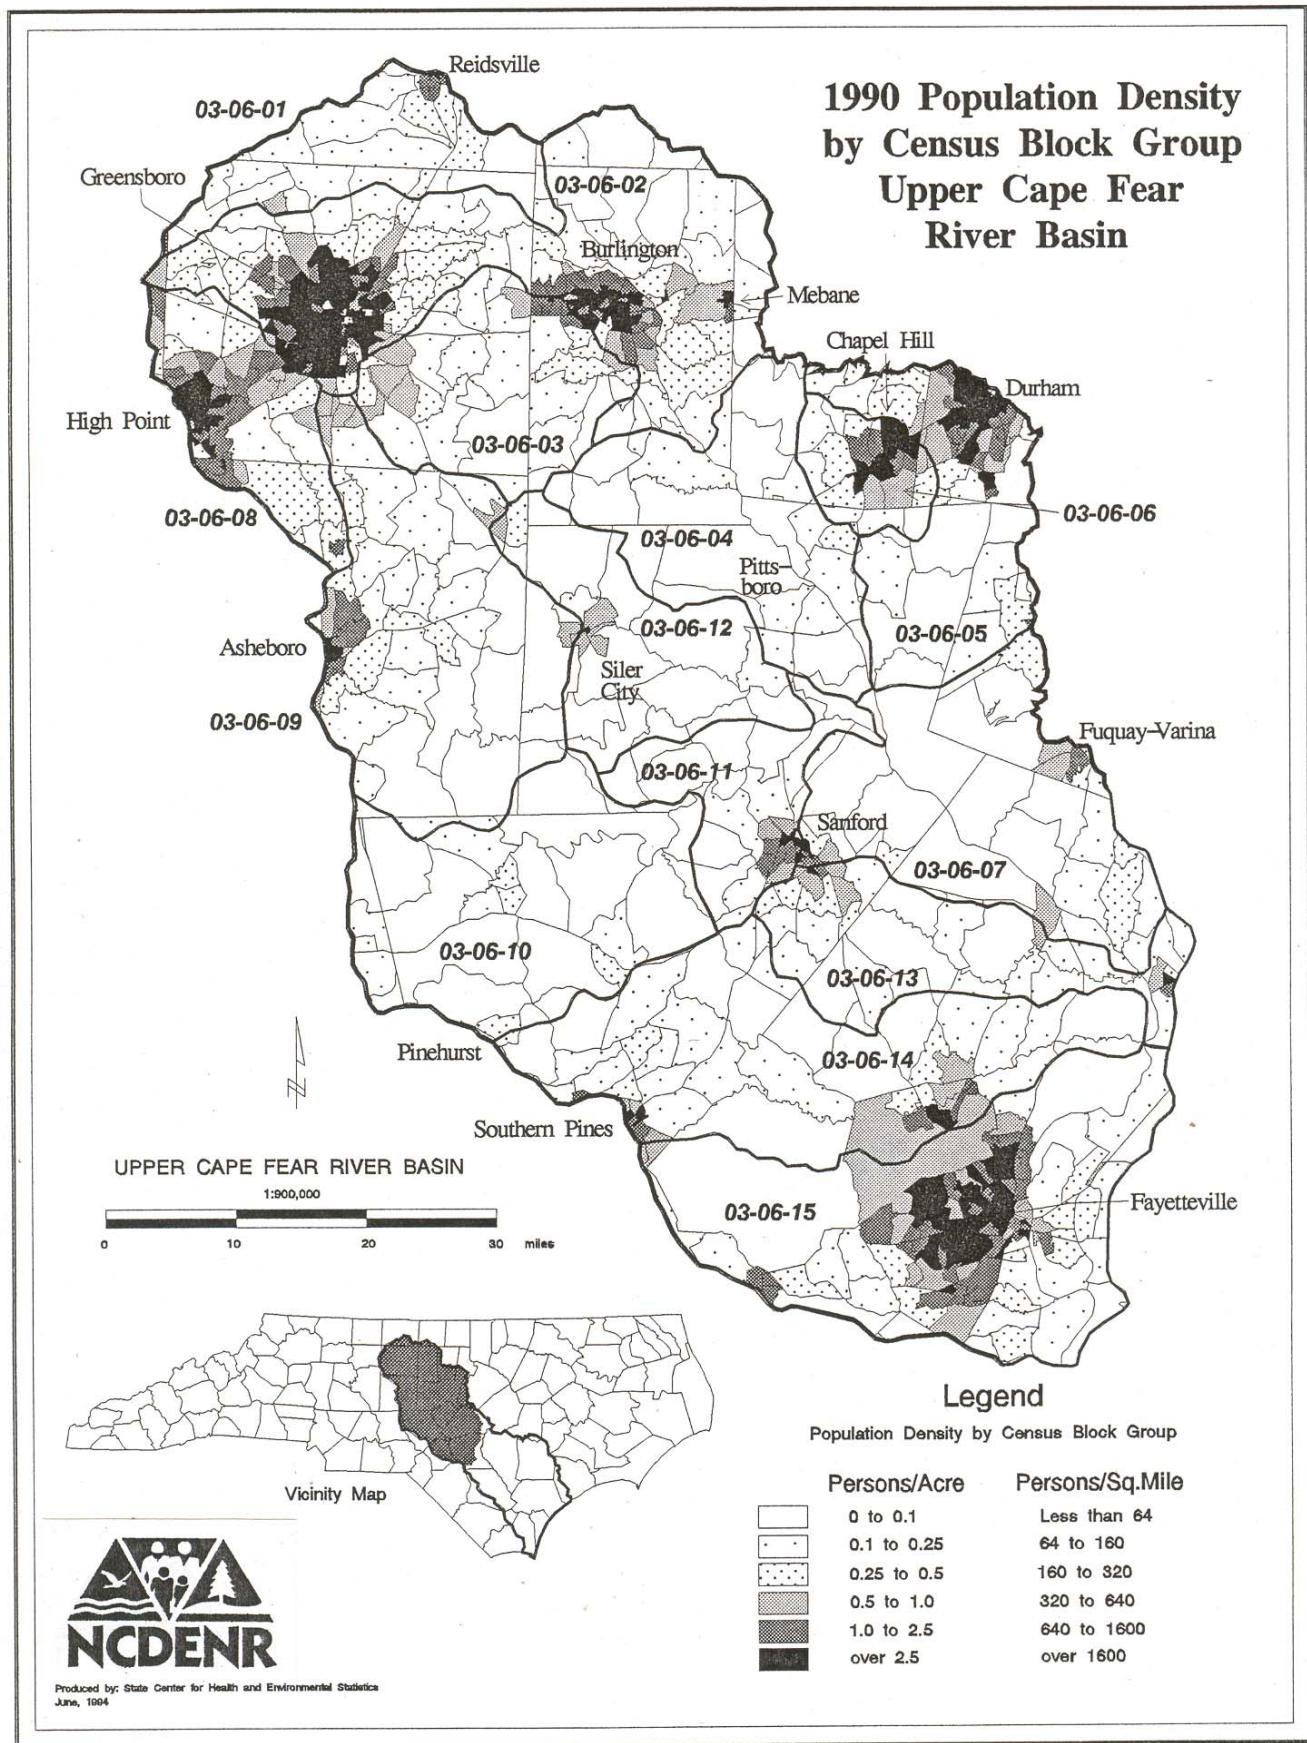 1990 Population Density
by Census Block Group
Upper Cape Fear
River Basin
Reidsville
03-06-01
Greensboro
03-06-02
Burlington
Mebane
Chapel Hill
Durham
High Point
03-06-03
03-06-08
03-06-06
03-06-04
Pitts-
boro
03-06-12
03-06-05
Asheboro
Siler
City
03-06-09
Fuquay-Varina
03-06-11
Sanford
03-06-07
03-06-10
03-06-13
Pinehurst
03-06-14
Southern Pines
N
UPPER CAPE FEAR RIVER BASIN
1:900,000
0 10 20 30 miles
03-06-15
Fayetteville
Vicinity Map
Legend
Population Density by Census Block Group
Persons/Acre Persons/Sq.Mile
0 to 0.1 Less than 64
0.1 to 0.25 64 to 160
0.25 to 0.5 160 to 320
0.5 to 1.0 320 to 640
1.0 to 2.5 640 to 1600
over 2.5 over 1600
NCDENR
Produced by: State Center for Health and Environmental Statistics
June, 1994